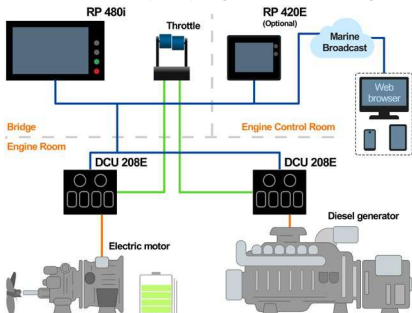 RP 480i
Throttle
RP 420E
(Optional)
Marine
Broadcast
Web
browser
Bridge
Engine Control Room
Engine Room
DCU 208E
DCU 208E
Diesel generator
Electric motor